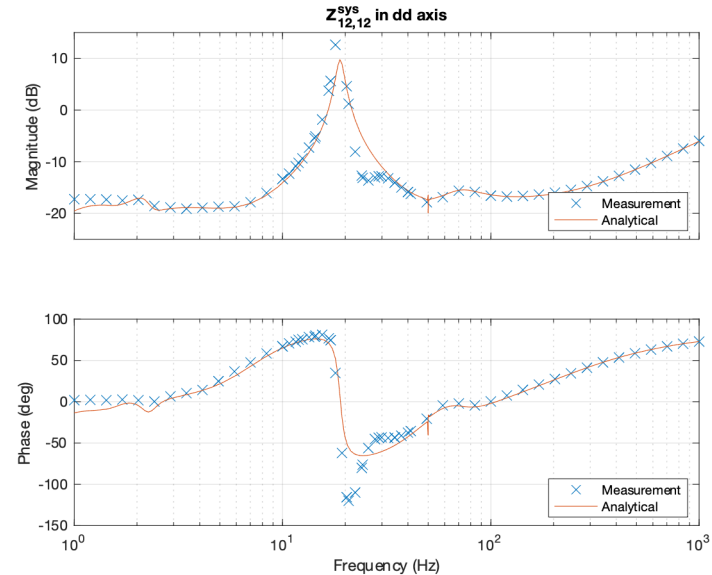 Z^sys_12,12 in dd axis
10
0
-10
-20
Magnitude (dB)
Measurement
Analytical
100
50
0
-50
-100
-150
Phase (deg)
Measurement
Analytical
10^0
10^1
10^2
10^3
Frequency (Hz)